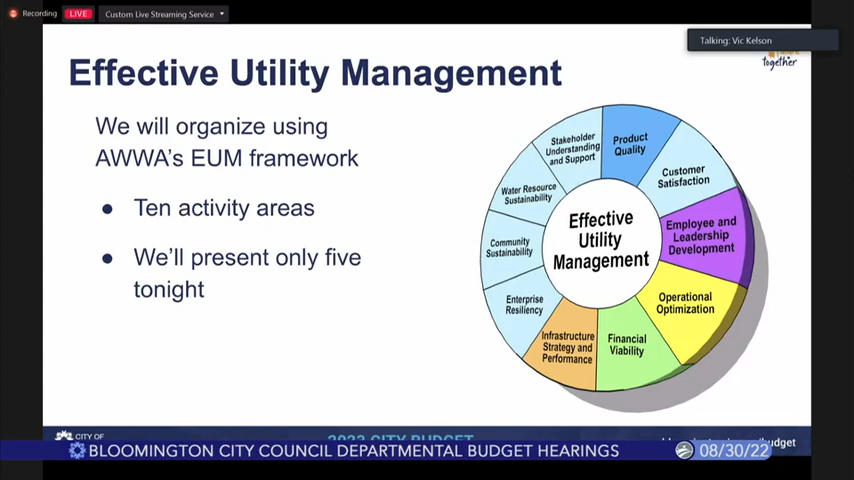 Recording
LIVE
Custom Live Streaming Service
Talking: Vic Kelson
together
Effective Utility Management
We will organize using
AWWA's EUM framework
● Ten activity areas
● We'll present only five
tonight
Stakeholder
Understanding
and Support
Product
Quality
Customer
Satisfaction
Employee and
Leadership
Development
Operational
Optimization
Financial
Viability
Infrastructure
Strategy and
Performance
Enterprise
Resiliency
Community
Sustainability
Water Resource
Sustainability
Effective
Utility
Management
CITY OF
2023 CITY BUDGET
/budget
BLOOMINGTON CITY COUNCIL DEPARTMENTAL BUDGET HEARINGS
08/30/22